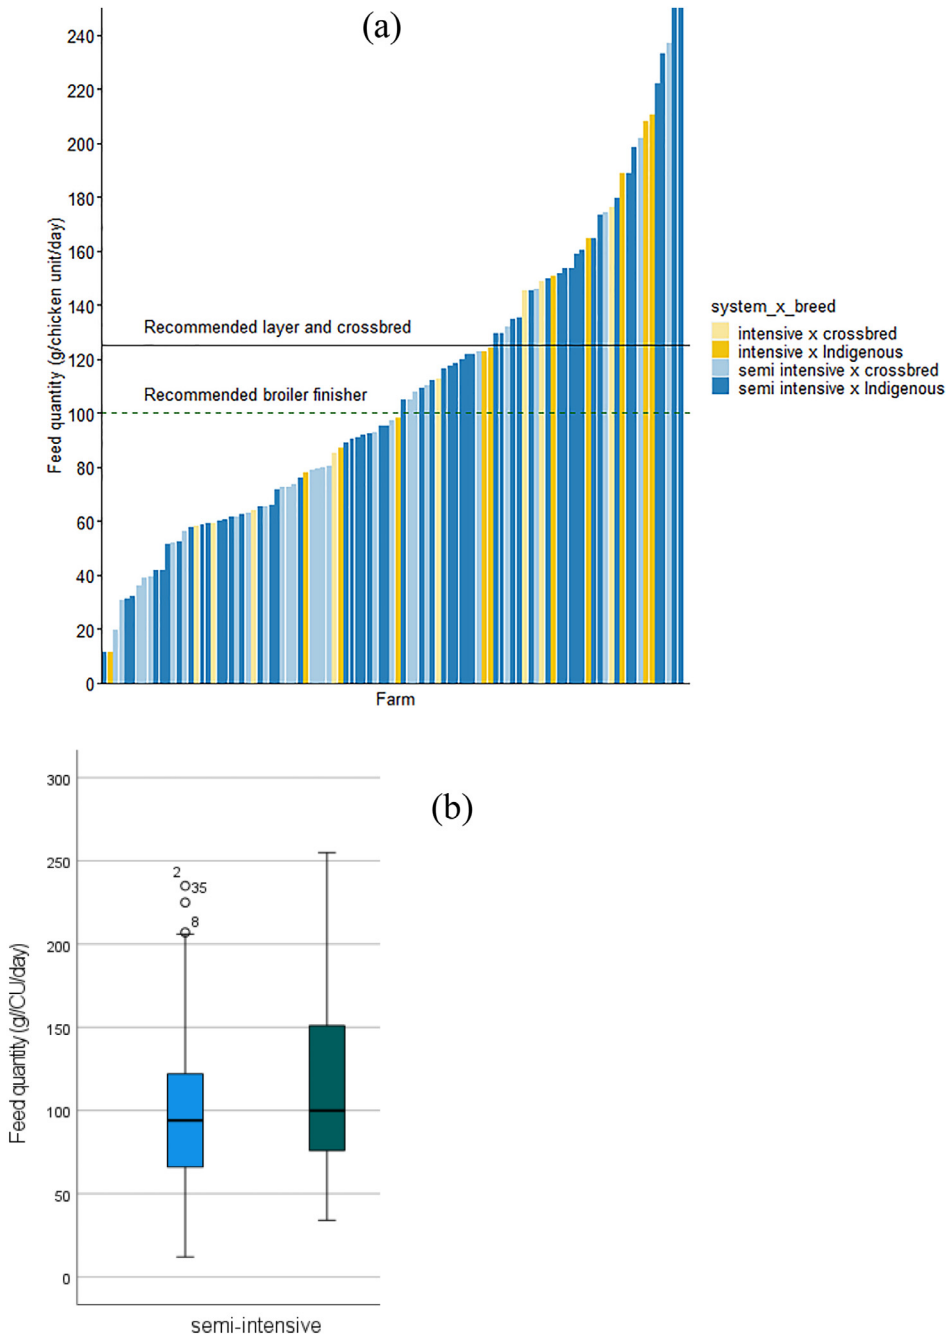 (a)
240
220
200
180
160
140
120
100
80
60
40
20
0
Feed quantity (g/chicken unit/day)
Recommended layer and crossbred
Recommended broiler finisher
Farm
system_x_breed
intensive x crossbred
intensive x Indigenous
semi intensive x crossbred
semi intensive x Indigenous
(b)
300
250
200
150
100
50
0
Feed quantity (g//CU/day)
2
35
8
semi-intensive